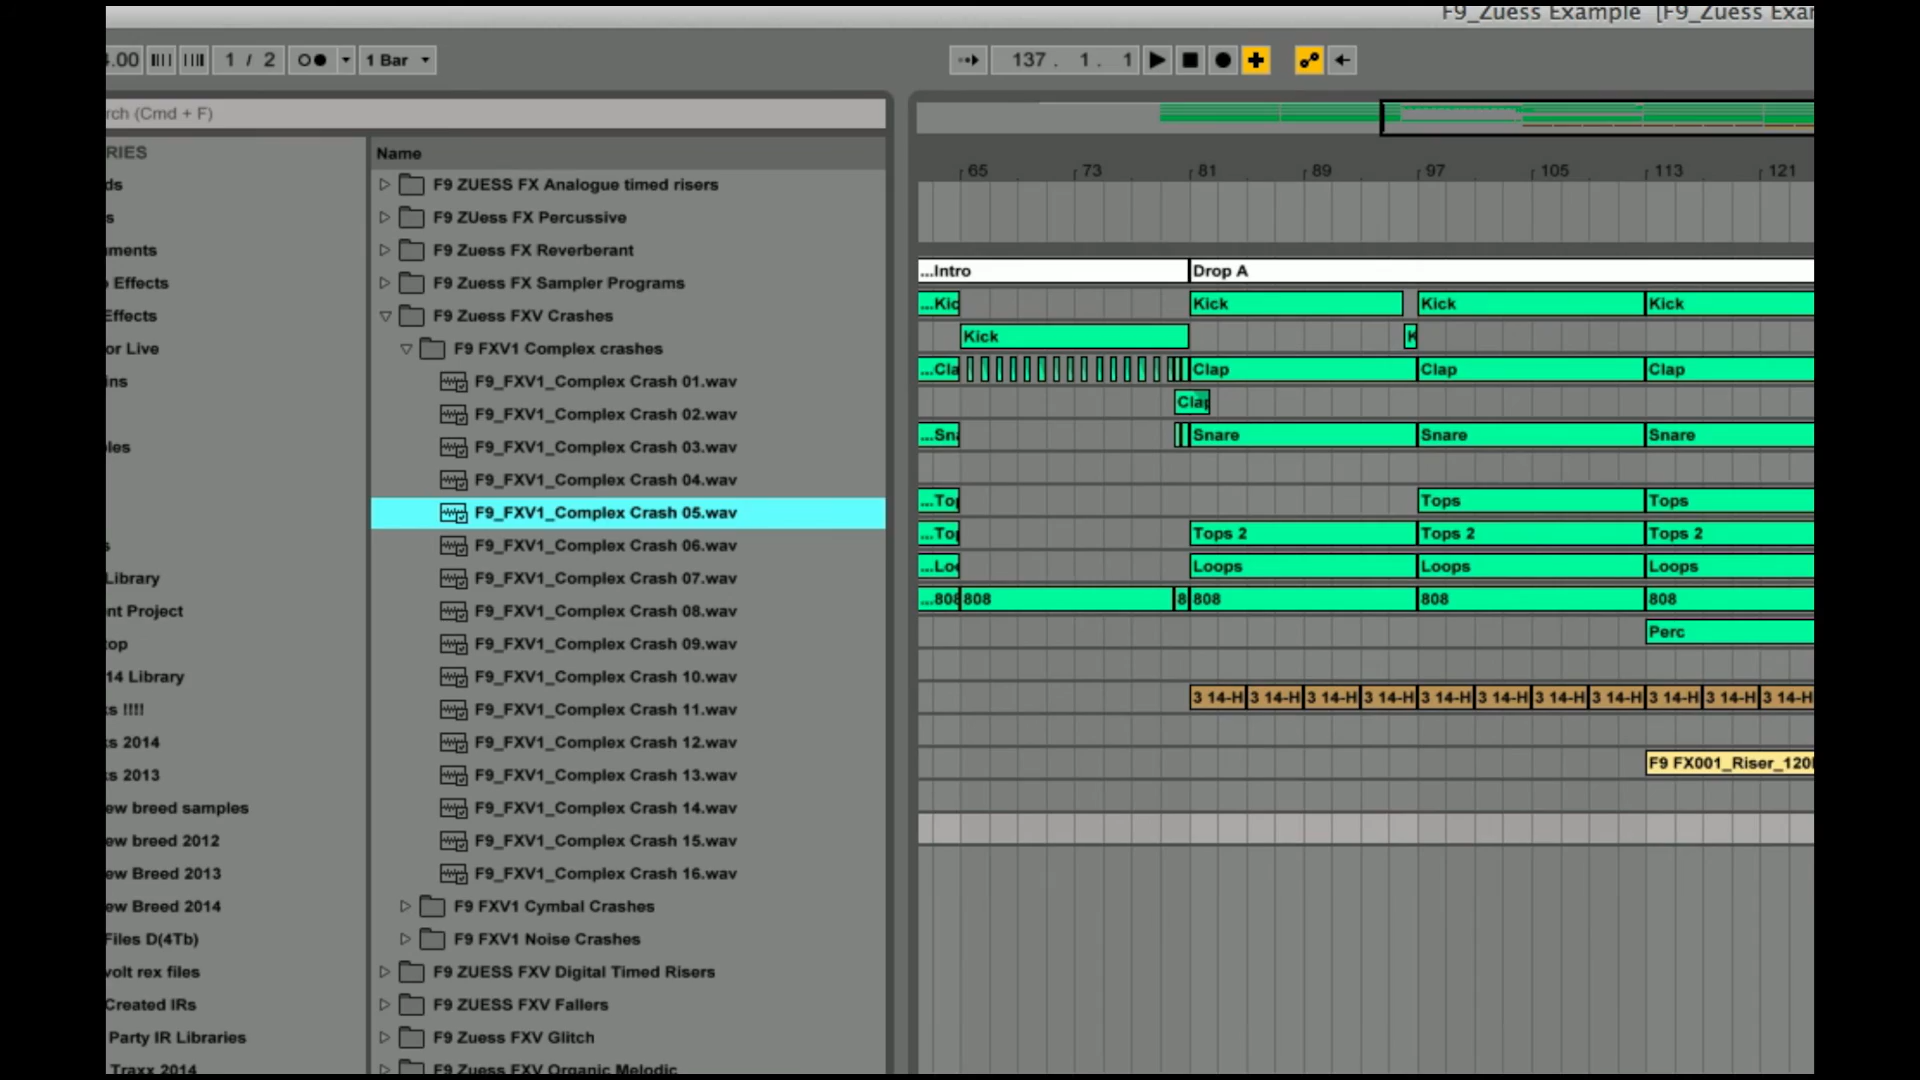 F9_Zuess Example [F9_Zuess Exar
4.00
1 / 2
1 Bar
137 . 1 . 1
rch (Cmd + F)
RIES
ds
s
uments
Effects
Effects
or Live
ins
les
s
Library
nt Project
top
14 Library
ks !!!!
ks 2014
ks 2013
ew breed samples
ew breed 2012
ew Breed 2013
ew Breed 2014
Files D(4Tb)
volt rex files
Created IRs
Party IR Libraries
Traxx 2014
Name
F9 ZUESS FX Analogue timed risers
F9 ZUess FX Percussive
F9 Zuess FX Reverberant
F9 Zuess FX Sampler Programs
F9 Zuess FXV Crashes
F9 FXV1 Complex crashes
F9_FXV1_Complex Crash 01.wav
F9_FXV1_Complex Crash 02.wav
F9_FXV1_Complex Crash 03.wav
F9_FXV1_Complex Crash 04.wav
F9_FXV1_Complex Crash 05.wav
F9_FXV1_Complex Crash 06.wav
F9_FXV1_Complex Crash 07.wav
F9_FXV1_Complex Crash 08.wav
F9_FXV1_Complex Crash 09.wav
F9_FXV1_Complex Crash 10.wav
F9_FXV1_Complex Crash 11.wav
F9_FXV1_Complex Crash 12.wav
F9_FXV1_Complex Crash 13.wav
F9_FXV1_Complex Crash 14.wav
F9_FXV1_Complex Crash 15.wav
F9_FXV1_Complex Crash 16.wav
F9 FXV1 Cymbal Crashes
F9 FXV1 Noise Crashes
F9 ZUESS FXV Digital Timed Risers
F9 ZUESS FXV Fallers
F9 Zuess FXV Glitch
F9 Zuess FXV Organic Melodic
65 73 81 89 97 105 113 121
...Intro Drop A
...Kic Kick Kick Kick
Kick K
...Cla Clap Clap Clap
Clap
...Sna Snare Snare Snare
...Top Tops Tops
...Top Tops 2 Tops 2 Tops 2
...Loo Loops Loops Loops
...808 808 8 808 808 808
Perc
3 14-H 3 14-H 3 14-H 3 14-H 3 14-H 3 14-H 3 14-H 3 14-H 3 14-H 3 14-H 3 14-H
F9 FX001_Riser_120